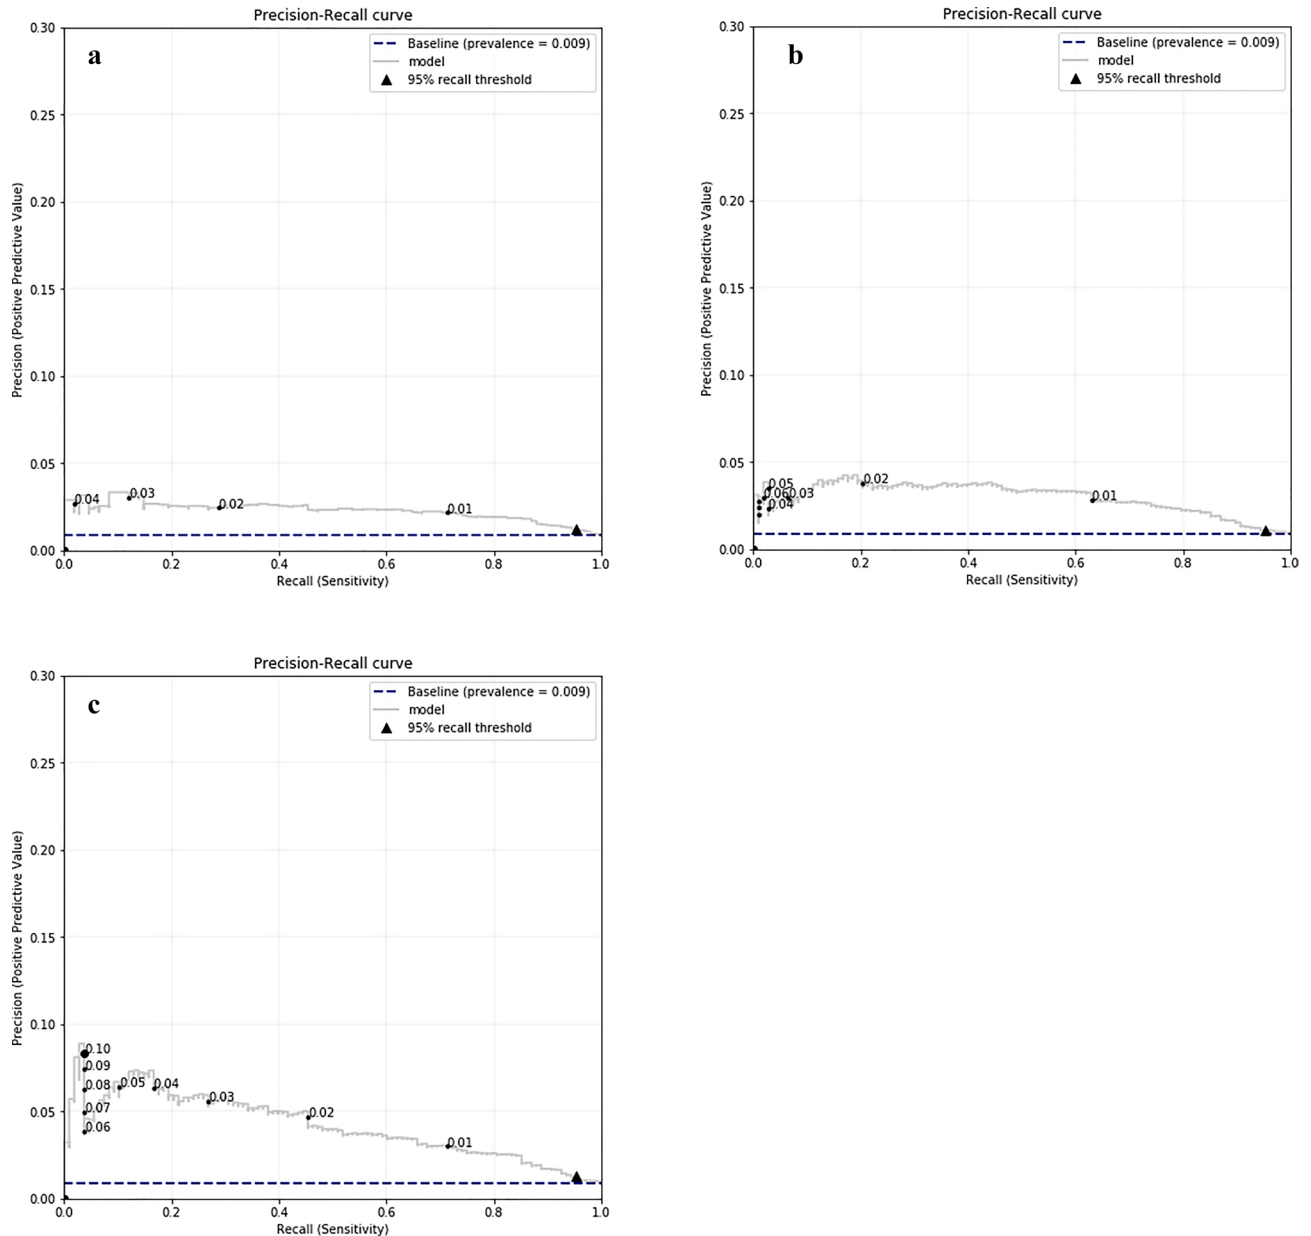 Precision-Recall curve
a
Baseline (prevalence = 0.009)
model
95% recall threshold
0.30
0.25
0.20
0.15
0.10
0.05
0.00
Precision (Positive Predictive Value)
0.04
0.03
0.02
0.01
0.0 0.2 0.4 0.6 0.8 1.0
Recall (Sensitivity)
Precision-Recall curve
b
Baseline (prevalence = 0.009)
model
95% recall threshold
0.30
0.25
0.20
0.15
0.10
0.05
0.00
Precision (Positive Predictive Value)
0.05
0.06 0.03
0.04
0.02
0.01
0.0 0.2 0.4 0.6 0.8 1.0
Recall (Sensitivity)
Precision-Recall curve
c
Baseline (prevalence = 0.009)
model
95% recall threshold
0.30
0.25
0.20
0.15
0.10
0.05
0.00
Precision (Positive Predictive Value)
0.10
0.09
0.08
0.07
0.06
0.05
0.04
0.03
0.02
0.01
0.0 0.2 0.4 0.6 0.8 1.0
Recall (Sensitivity)